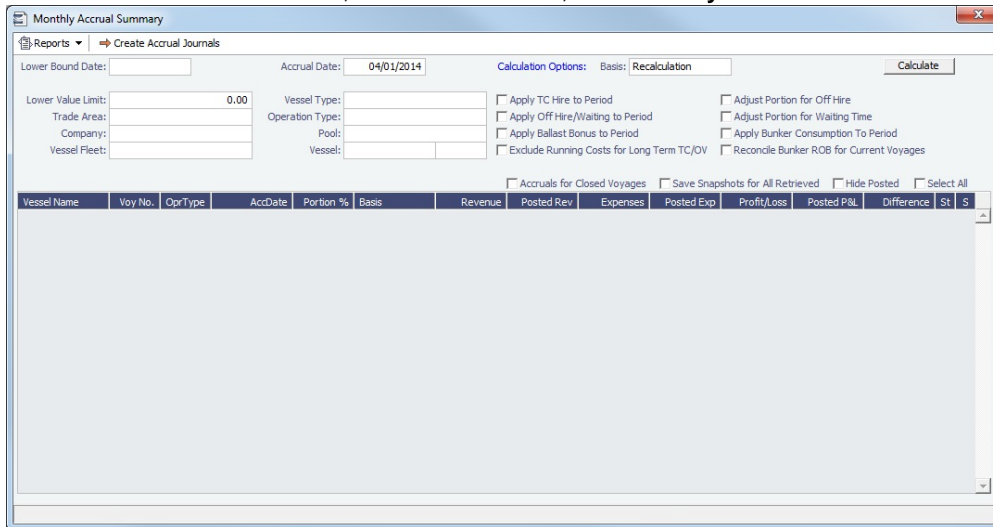 Monthly Accrual Summary
Reports Create Accrual Journals
Lower Bound Date: Accrual Date: 04/01/2014 Calculation Options: Basis: Recalculation Calculate
Lower Value Limit: 0.00 Vessel Type: Apply TC Hire to Period Adjust Portion for Off Hire
Trade Area: Operation Type: Apply Off Hire/Waiting to Period Adjust Portion for Waiting Time
Company: Pool: Apply Ballast Bonus to Period Apply Bunker Consumption To Period
Vessel Fleet: Vessel: Exclude Running Costs for Long Term TC/OV Reconcile Bunker ROB for Current Voyages
Accruals for Closed Voyages Save Snapshots for All Retrieved Hide Posted Select All
Vessel Name Voy No. OprType AccDate Portion % Basis Revenue Posted Rev Expenses Posted Exp Profit/Loss Posted P&L Difference St S